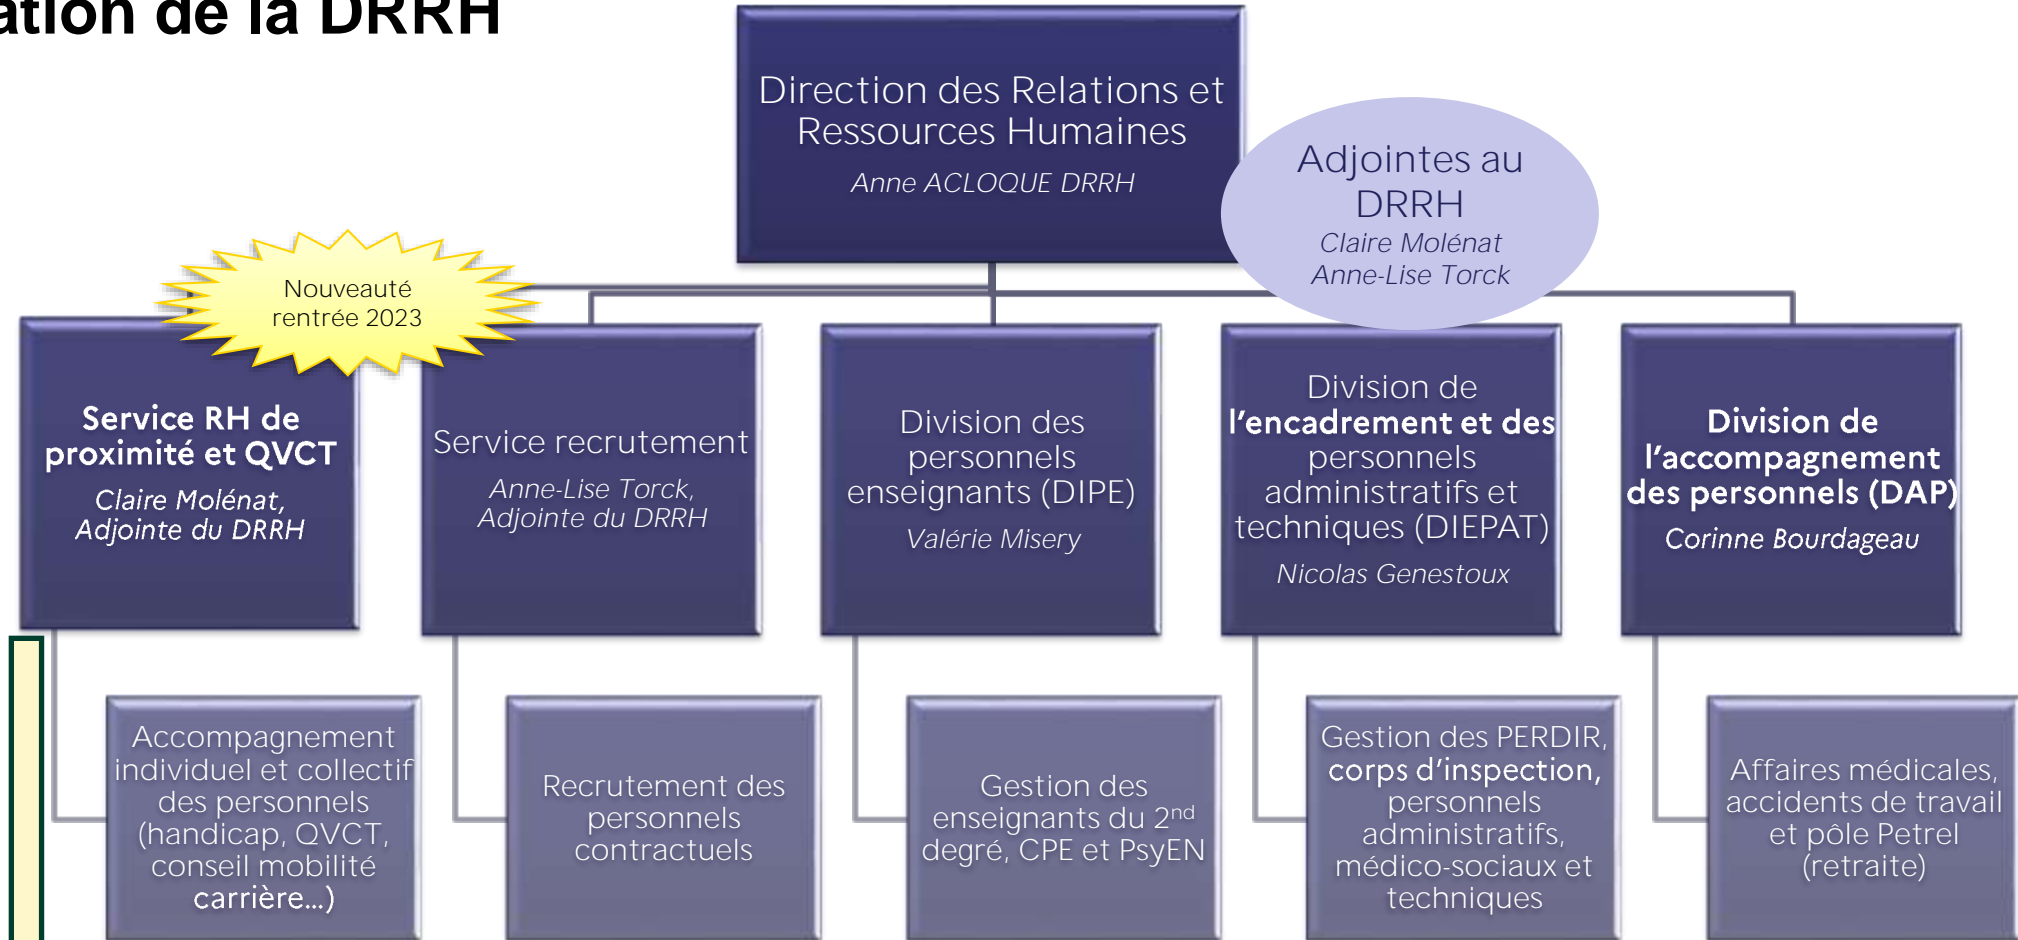 ation de la DRRH
Direction des Relations et
Ressources Humaines
Anne ACLOQUE DRRH
Adjointes au
DRRH
Claire Molénat
Anne-Lise Torck
Nouveauté
rentrée 2023
Service RH de
proximité et QVCT
Claire Molénat,
Adjointe du DRRH
Service recrutement
Anne-Lise Torck,
Adjointe du DRRH
Division des
personnels
enseignants (DIPE)
Valérie Misery
Division de
l'encadrement et des
personnels
administratifs et
techniques (DIEPAT)
Nicolas Genestoux
Division de
l'accompagnement
des personnels (DAP)
Corinne Bourdageau
Accompagnement
individuel et collectif
des personnels
(handicap, QVCT,
conseil mobilité
carrière...)
Recrutement des
personnels
contractuels
Gestion des
enseignants du 2nd
degré, CPE et PsyEN
Gestion des PERDIR,
corps d'inspection,
personnels
administratifs,
médico-sociaux et
techniques
Affaires médicales,
accidents de travail
et pôle Petrel
(retraite)